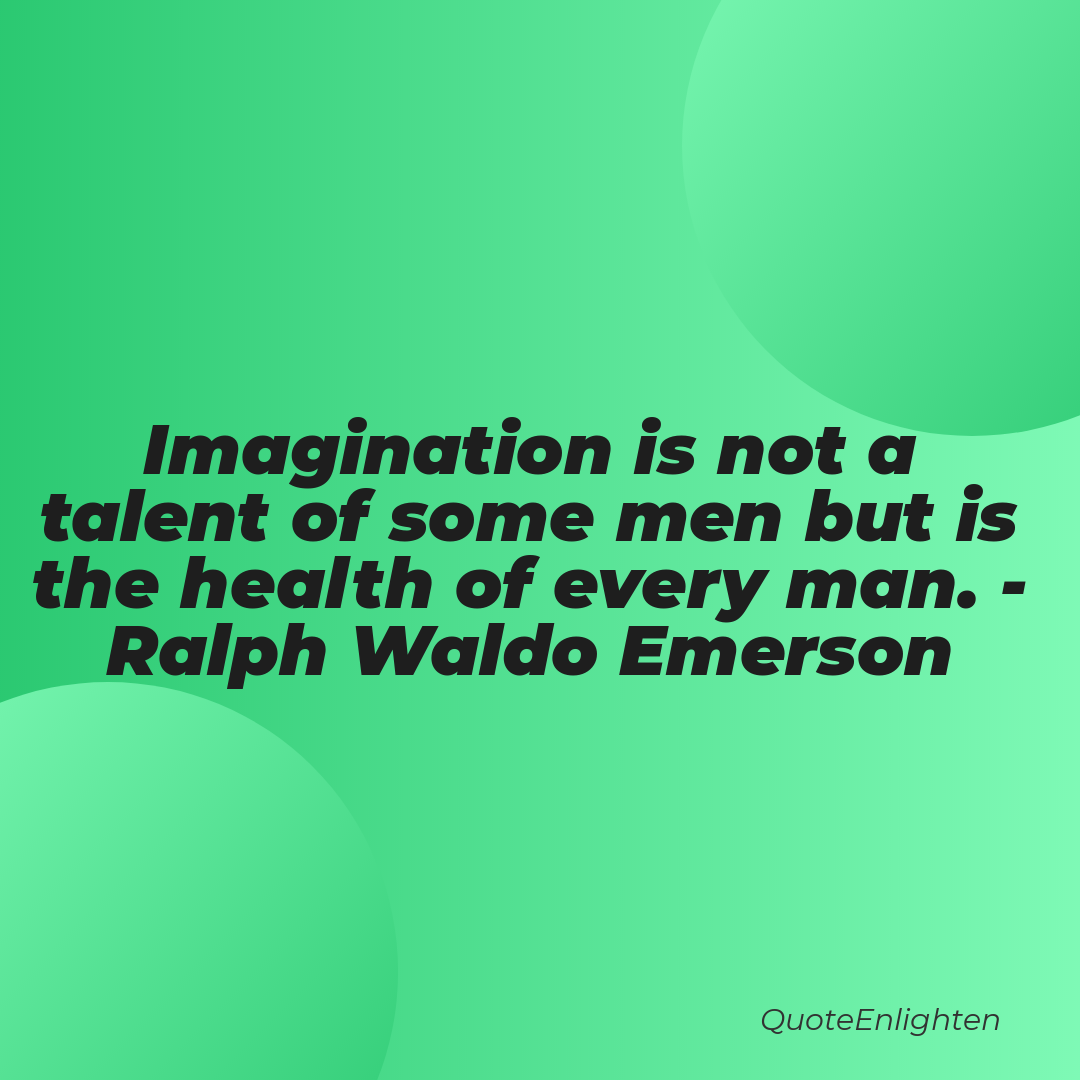 Imagination is not a
talent of some men but is
the health of every man. -
Ralph Waldo Emerson
QuoteEnlighten